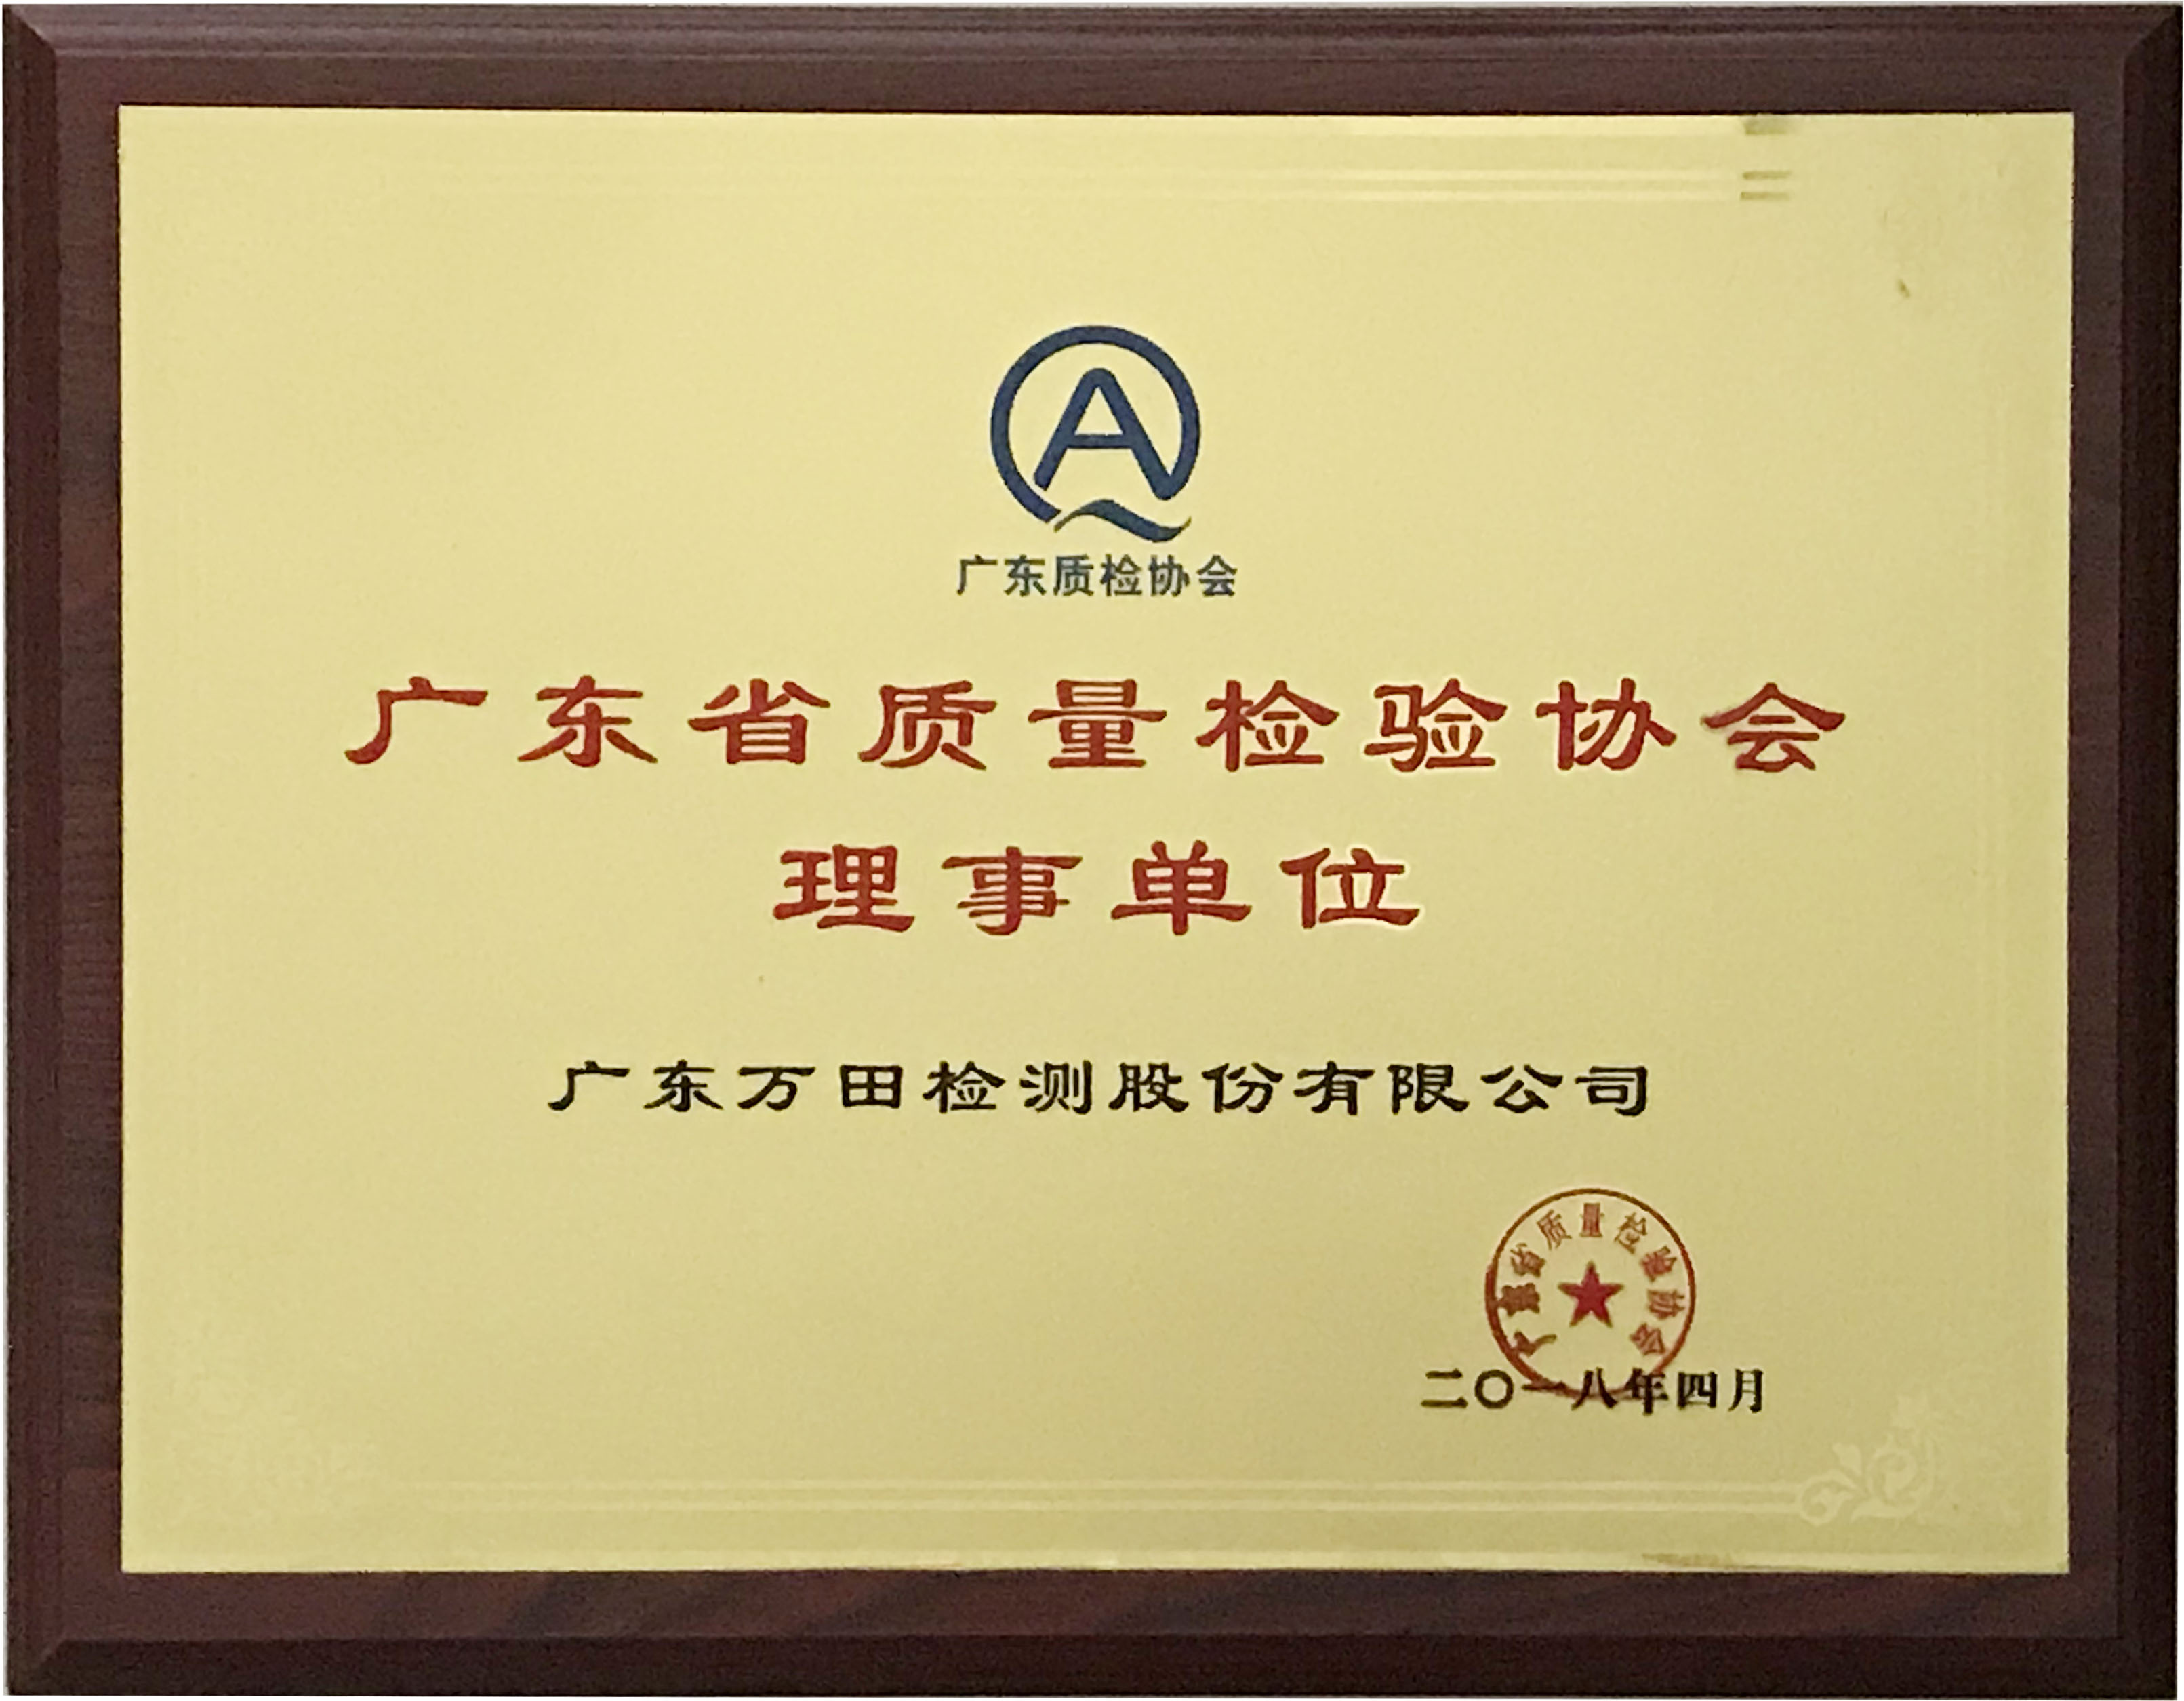 A
广东质检协会
广东省质量检验协会
理事单位
广东万田检测股份有限公司
广东省质量检验协会
二〇一八年四月